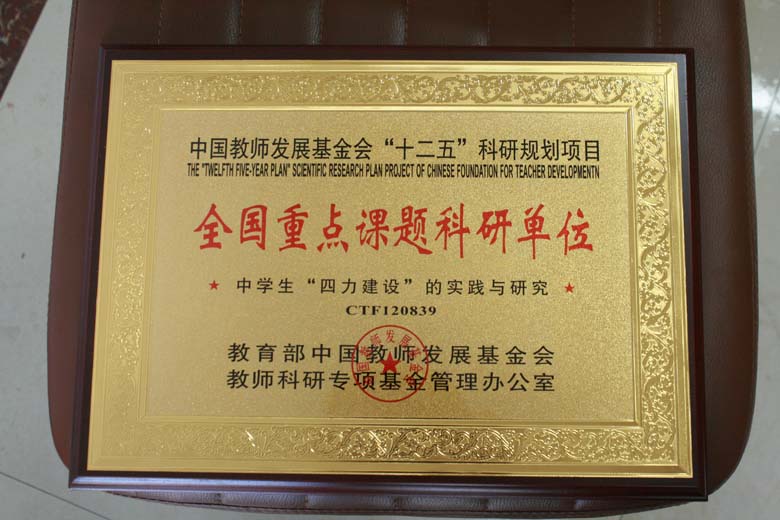 中国教师发展基金会“十二五”科研规划项目
THE "TWELFTH FIVE-YEAR PLAN" SCIENTIFIC RESEARCH PLAN PROJECT OF CHINESE FOUNDATION FOR TEACHER DEVELOPMENTN
全国重点课题科研单位
★ 中学生“四力建设”的实践与研究 ★
CTF120839
教育部中国教师发展基金会
教师科研专项基金管理办公室